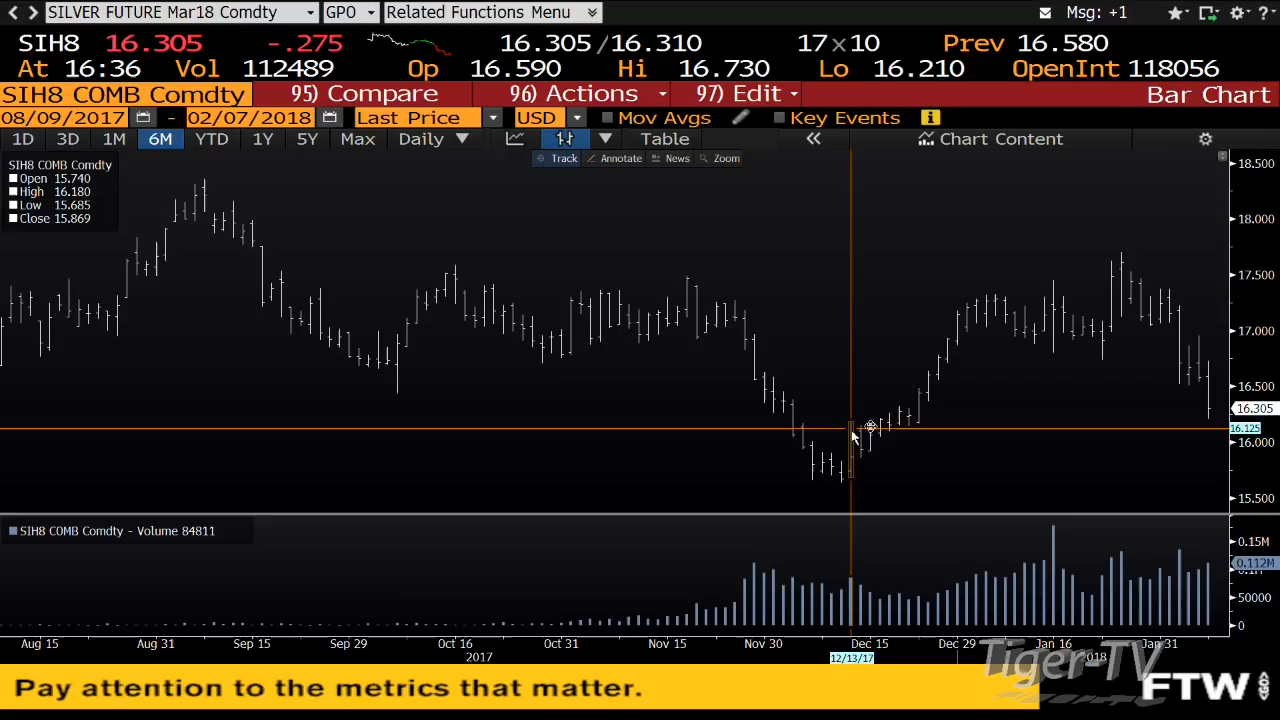 SILVER FUTURE Mar18 Comdty GPO Related Functions Menu Msg: +1
SIH8 16.305 -.275 16.305/16.310 17x10 Prev 16.580
At 16:36 Vol 112489 Op 16.590 Hi 16.730 Lo 16.210 OpenInt 118056
SIH8 COMB Comdty 95) Compare 96) Actions 97) Edit Bar Chart
08/09/2017 - 02/07/2018 Last Price USD Mov Avgs Key Events
1D 3D 1M 6M YTD 1Y 5Y Max Daily Table Chart Content
Track Annotate News Zoom
SIH8 COMB Comdty
Open 15.740
High 16.180
Low 15.685
Close 15.869
18.500
18.000
17.500
17.000
16.500
16.305
16.125
16.000
15.500
SIH8 COMB Comdty - Volume 84811
0.15M
0.112M
50000
0
Aug 15 Aug 31 Sep 15 Sep 29 Oct 16 Oct 31 Nov 15 Nov 30 Dec 15 Dec 29 Jan 16 Jan 31
2017 12/13/17 2018
Tiger-TV
Pay attention to the metrics that matter.
FTW